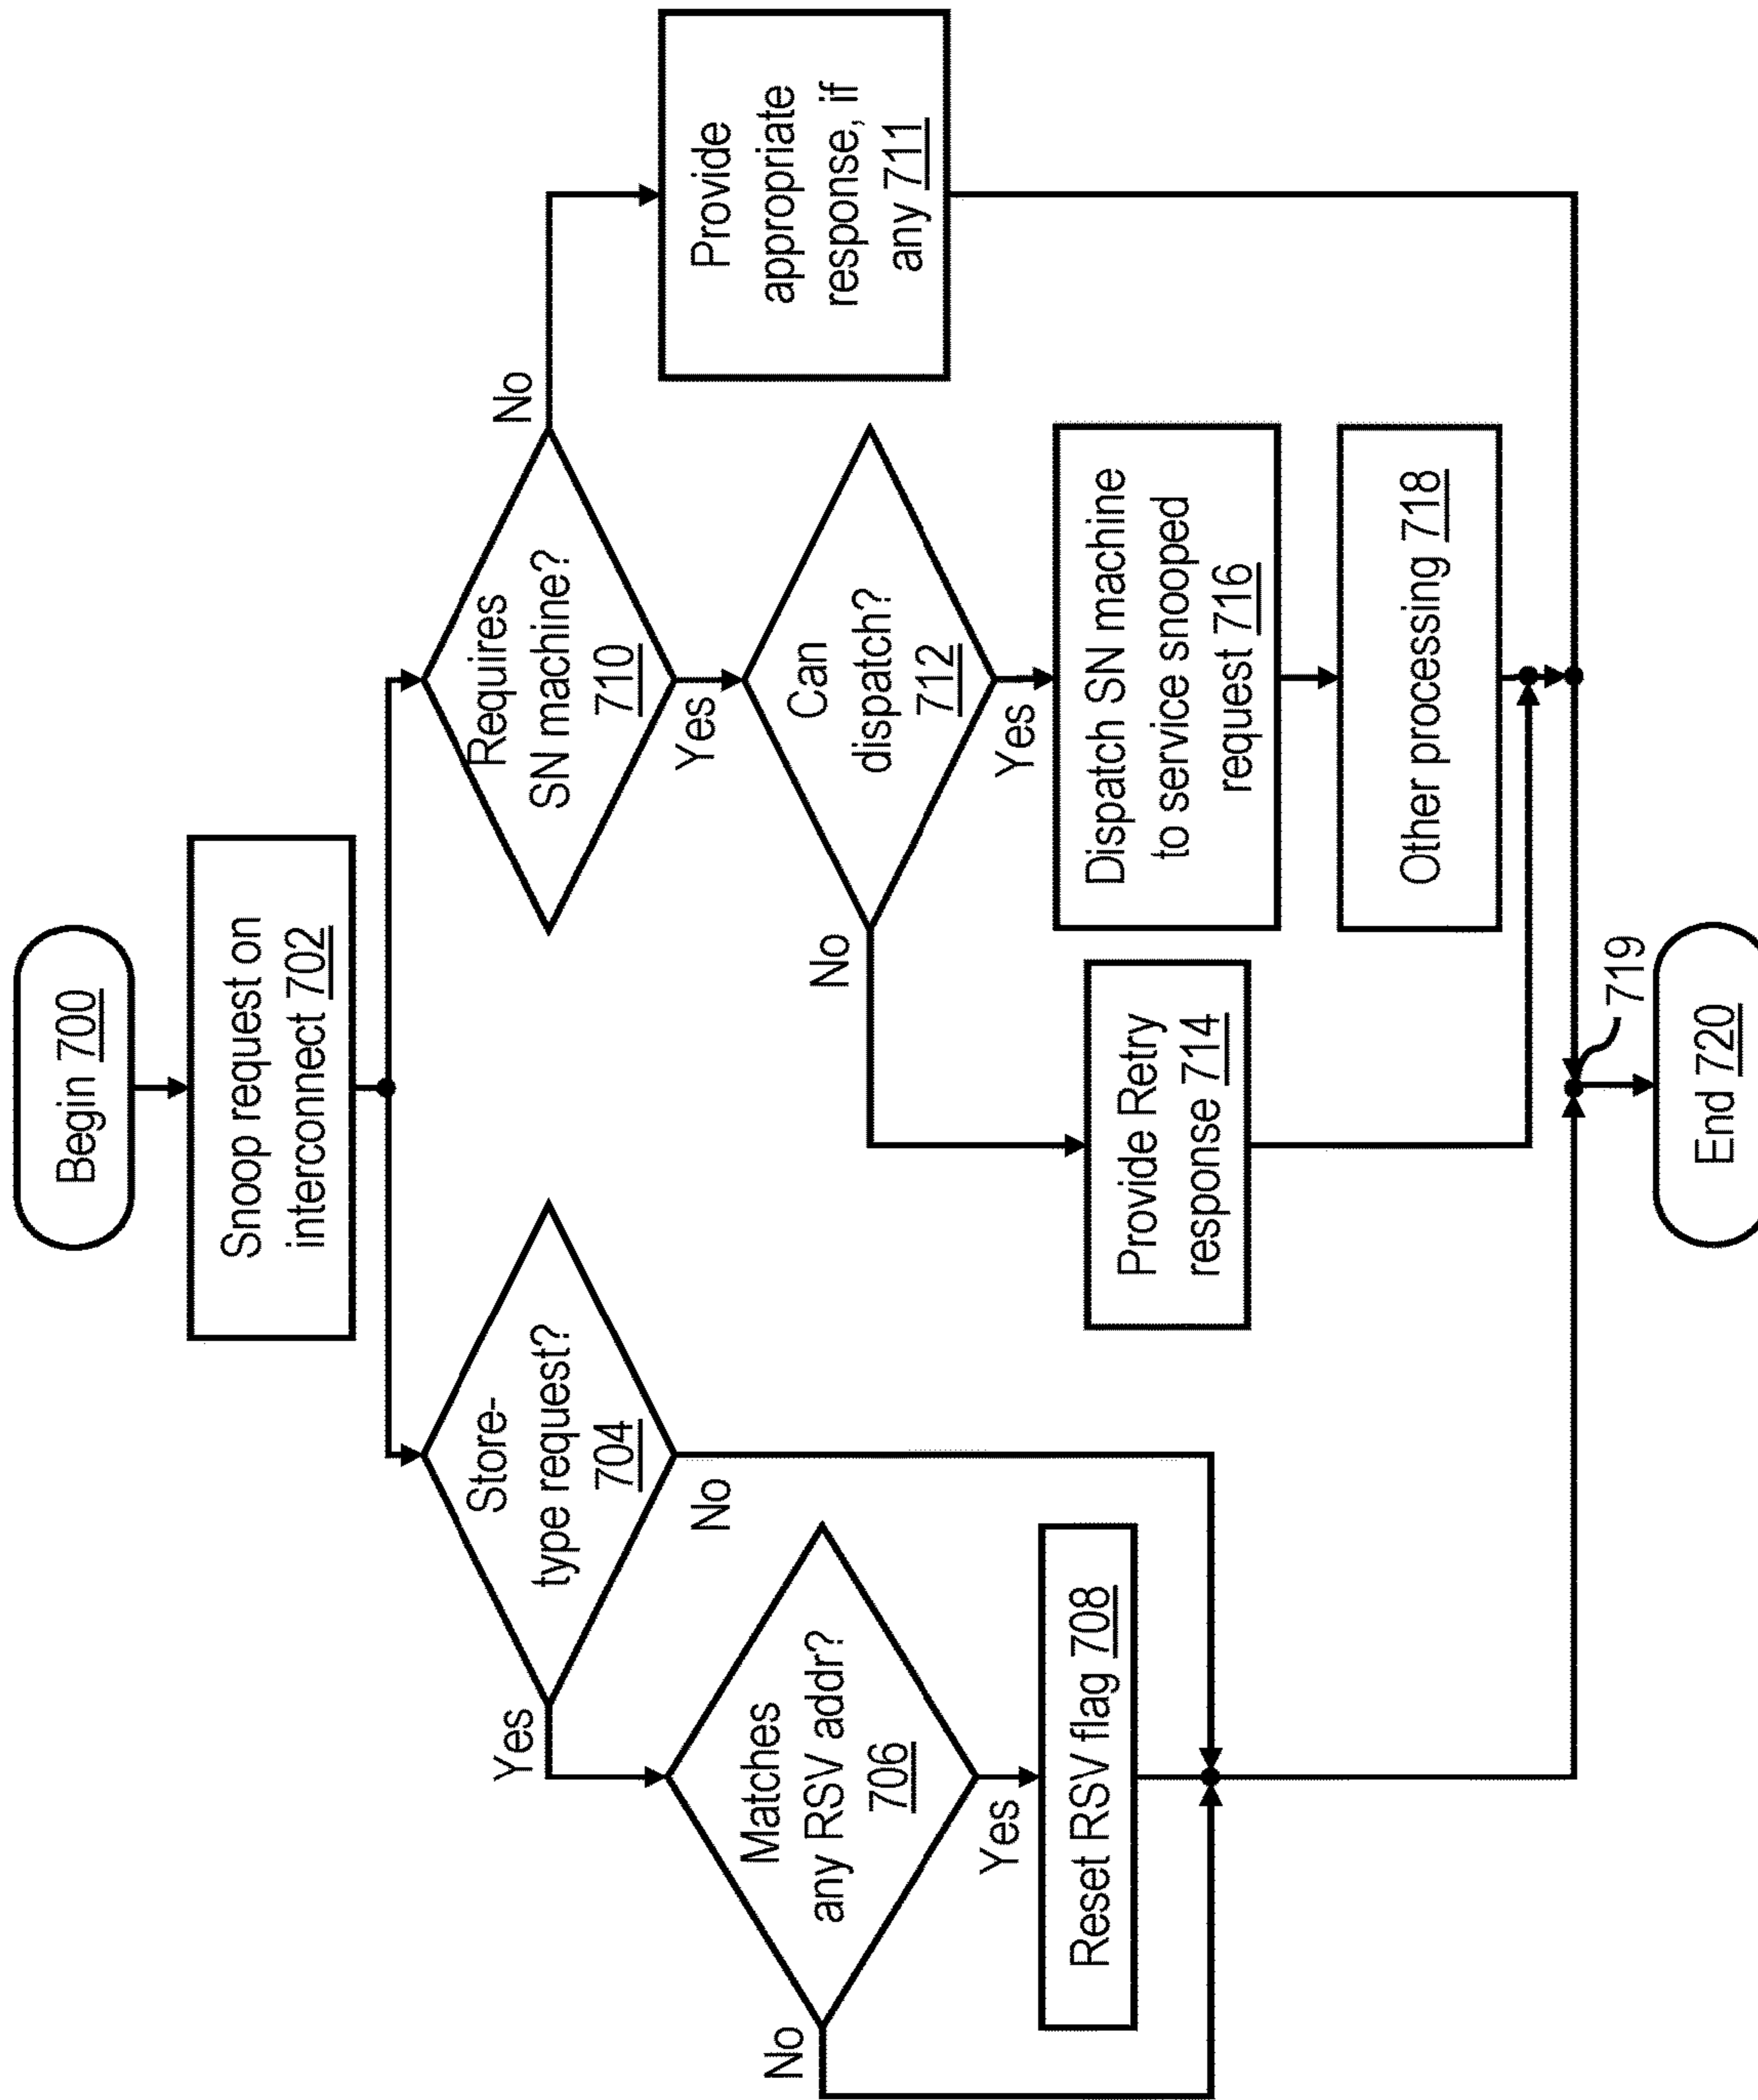 Begin 700
Snoop request on
interconnect 702
Store-
type request?
704
Yes
No
Matches
any RSV addr?
706
No
Yes
Reset RSV flag 708
Requires
SN machine?
710
No
Yes
Provide
appropriate
response, if
any 711
Can
dispatch?
712
No
Yes
Provide Retry
response 714
Dispatch SN machine
to service snooped
request 716
Other processing 718
719
End 720